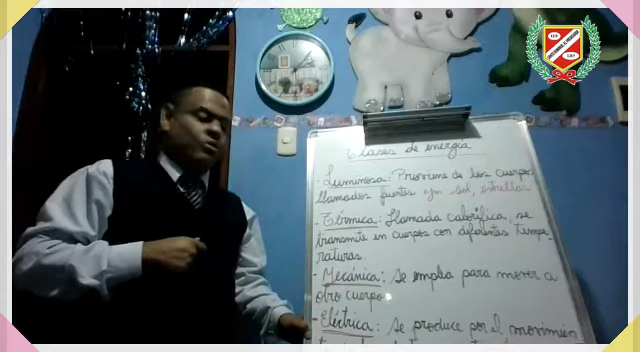 Clases de energía
- Luminosa: Proviene de los cuerpos
llamados fuentes sol, estrellas
- Térmica: Llamada calorífica, se
transmite en cuerpos con diferentes tempe-
raturas.
- Mecánica: Se emplea para mover a
otro cuerpo
- Eléctrica: Se produce por el movimien